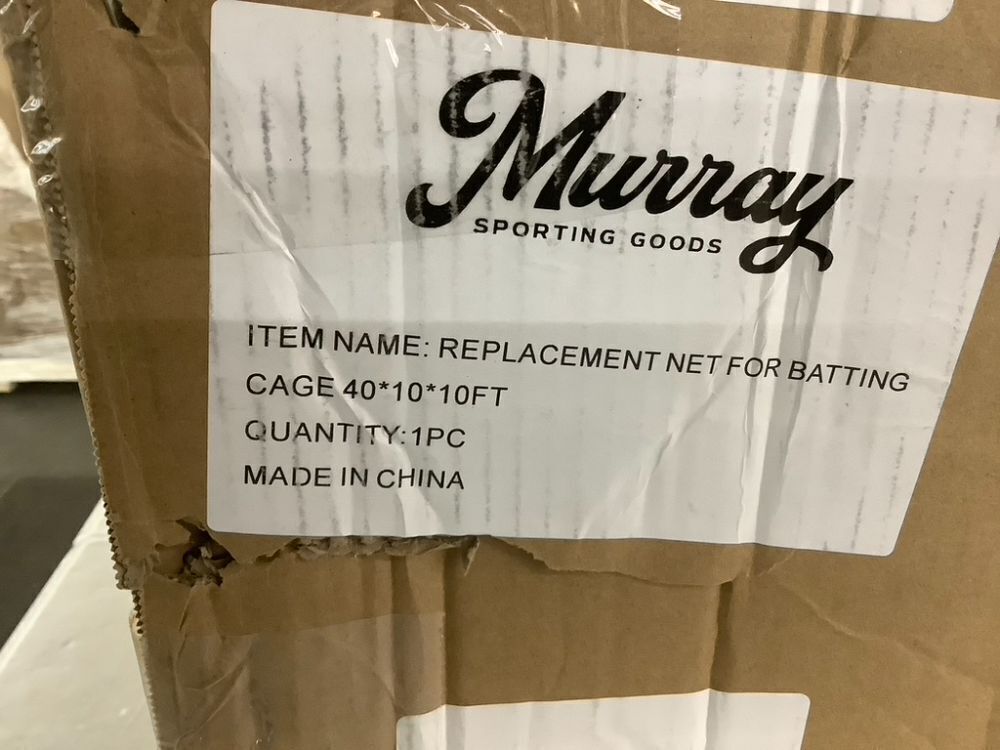 Murray
SPORTING GOODS
ITEM NAME: REPLACEMENT NET FOR BATTING
CAGE 40*10*10FT
QUANTITY:1PC
MADE IN CHINA